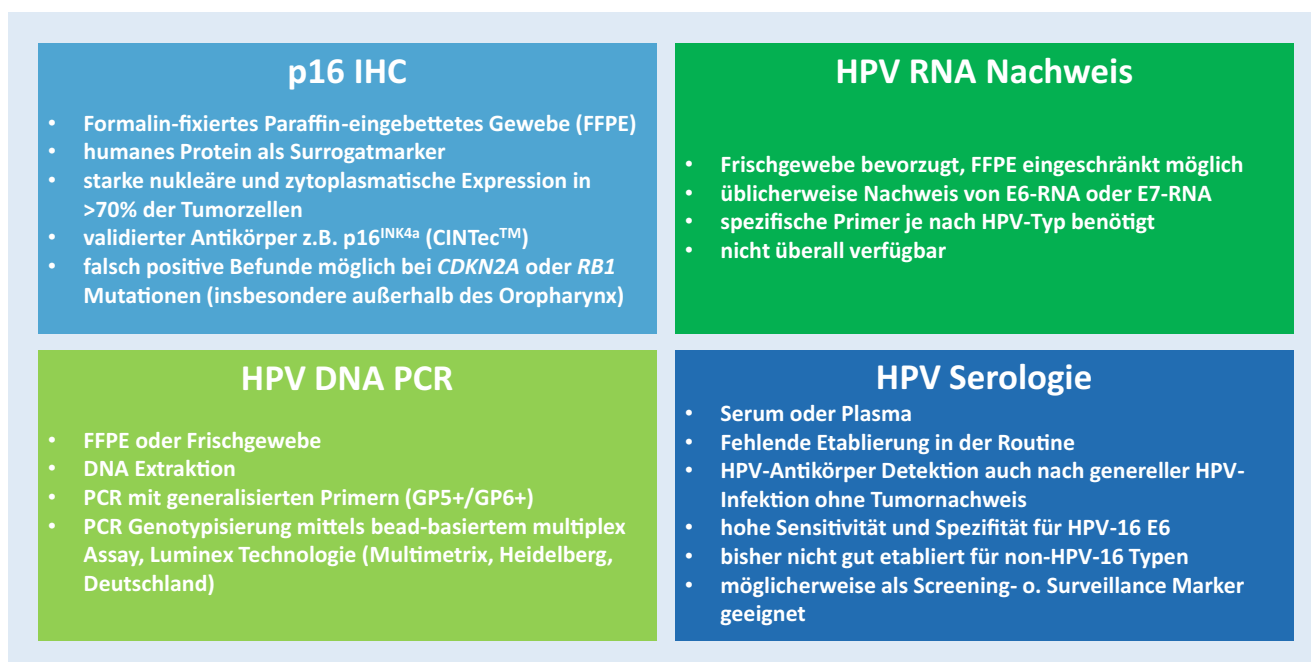 p16 IHC
• Formalin-fixiertes Paraffin-eingebettetes Gewebe (FFPE)
• humanes Protein als Surrogatmarker
• starke nukleäre und zytoplasmatische Expression in
>70% der Tumorzellen
• validierter Antikörper z.B. p16INK4a (CINTecTM)
• falsch positive Befunde möglich bei CDKN2A oder RB1
Mutationen (insbesondere außerhalb des Oropharynx)
HPV RNA Nachweis
• Frischgewebe bevorzugt, FFPE eingeschränkt möglich
• üblicherweise Nachweis von E6-RNA oder E7-RNA
• spezifische Primer je nach HPV-Typ benötigt
• nicht überall verfügbar
HPV DNA PCR
• FFPE oder Frischgewebe
• DNA Extraktion
• PCR mit generalisierten Primern (GP5+/GP6+)
• PCR Genotypisierung mittels bead-basiertem multiplex
Assay, Luminex Technologie (Multimetrix, Heidelberg,
Deutschland)
HPV Serologie
• Serum oder Plasma
• Fehlende Etablierung in der Routine
• HPV-Antikörper Detektion auch nach genereller HPV-
Infektion ohne Tumornachweis
• hohe Sensitivität und Spezifität für HPV-16 E6
• bisher nicht gut etabliert für non-HPV-16 Typen
• möglicherweise als Screening- o. Surveillance Marker
geeignet